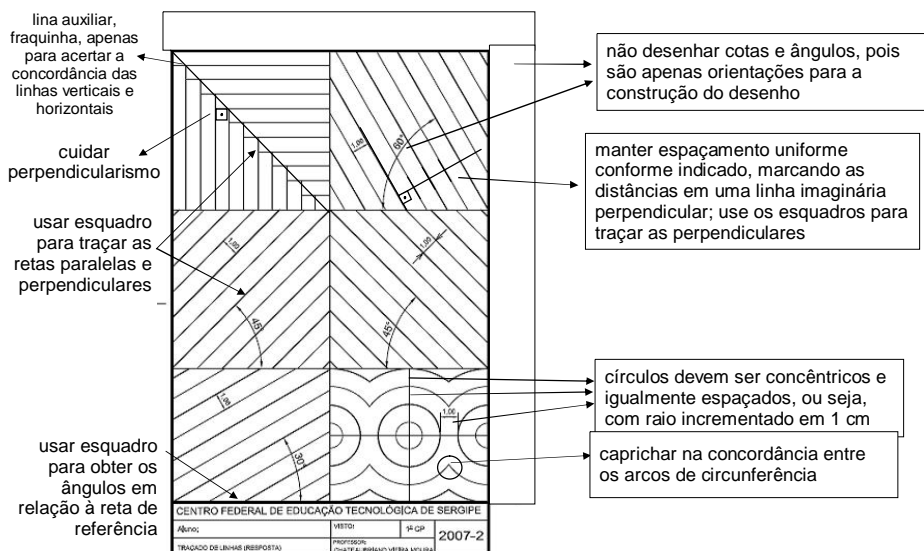 lina auxiliar,
fraquinha, apenas
para acertar a
concordância das
linhas verticais e
horizontais
cuidar
perpendicularismo
usar esquadro
para traçar as
retas paralelas e
perpendiculares
usar esquadro
para obter os
ângulos em
relação à reta de
referência
1,00
60°
1,00
45°
1,00
45°
1,00
30°
1,00
não desenhar cotas e ângulos, pois
são apenas orientações para a
construção do desenho
manter espaçamento uniforme
conforme indicado, marcando as
distâncias em uma linha imaginária
perpendicular; use os esquadros para
traçar as perpendiculares
círculos devem ser concêntricos e
igualmente espaçados, ou seja,
com raio incrementado em 1 cm
caprichar na concordância entre
os arcos de circunferência
CENTRO FEDERAL DE EDUCAÇÃO TECNOLÓGICA DE SERGIPE
Aluno:
VISTO:
1ª CP
2007-2
TRAÇADO DE LINHAS (RESPOSTA)
PROFESSOR:
CHATEAUBRIAND VIEIRA MOURA